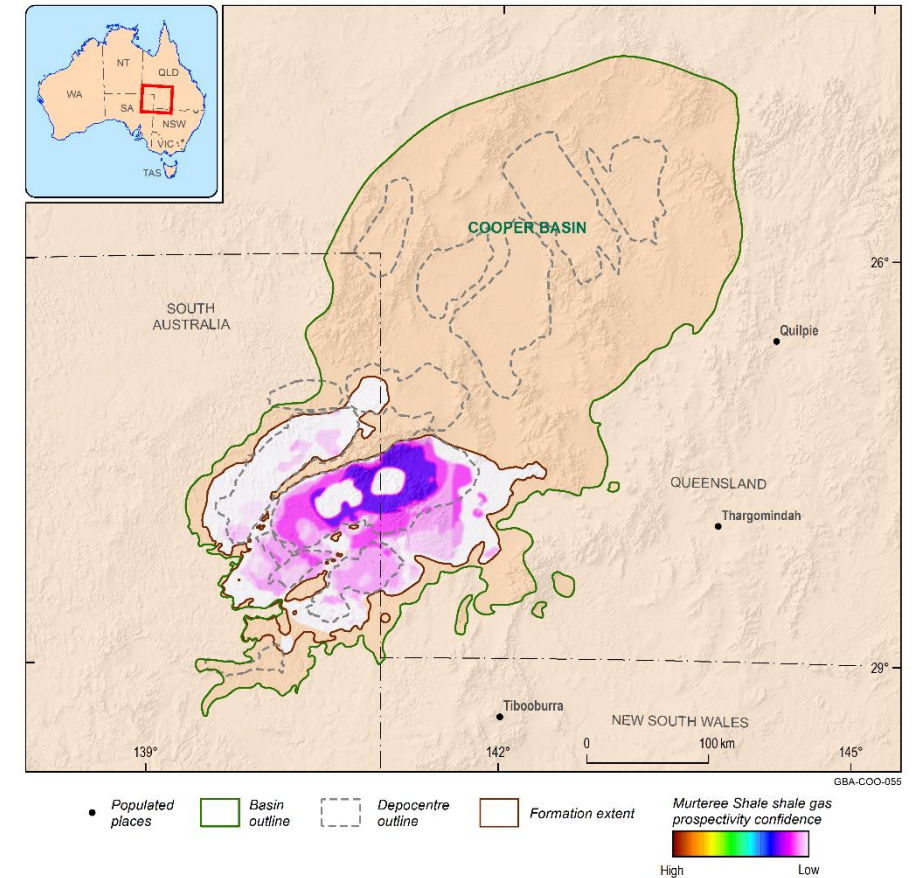 NT
QLD
WA
SA
NSW
VIC
TAS
COOPER BASIN
26°
SOUTH
AUSTRALIA
Quilpie
QUEENSLAND
Thargomindah
29°
Tibooburra
NEW SOUTH WALES
139°
142°
0
100 km
145°
GBA-COO-055
Populated
places
Basin
outline
Depocentre
outline
Formation extent
Murteree Shale shale gas
prospectivity confidence
High
Low